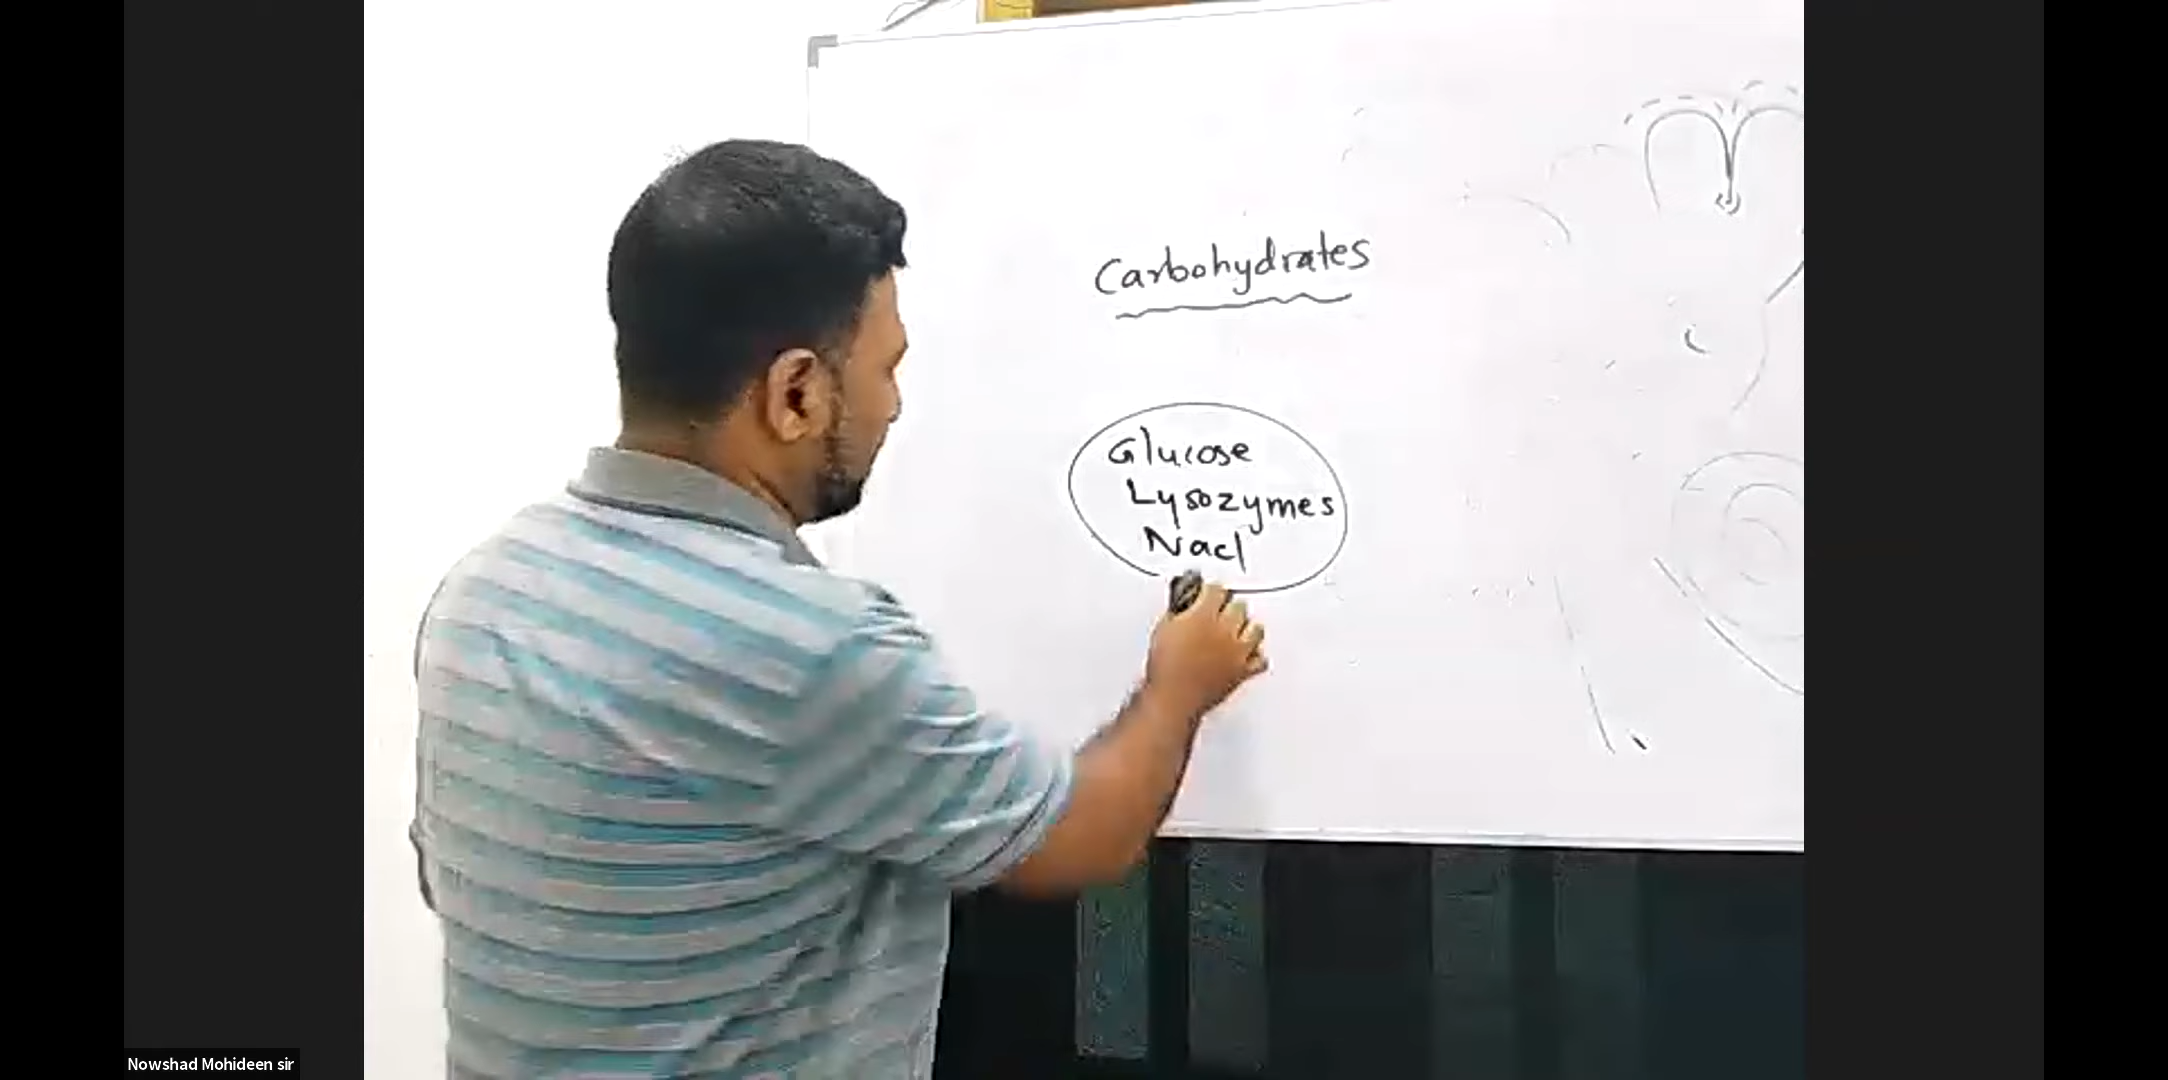 Carbohydrates
Glucose
Lysozymes
Nacl
Nowshad Mohideen sir